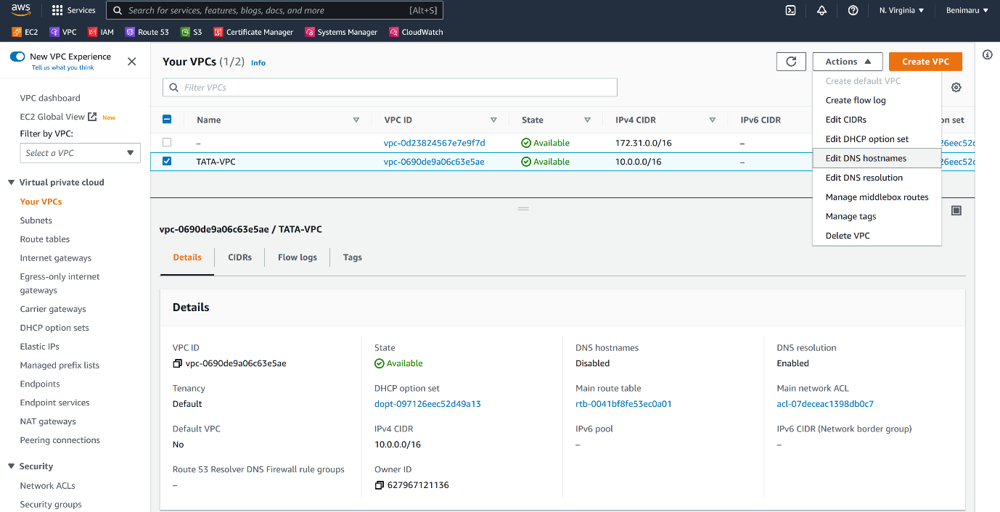 aws
Services
Search for services, features, blogs, docs, and more
[Alt+S]
N. Virginia
Benimaru
EC2
VPC
IAM
Route 53
S3
Certificate Manager
Systems Manager
CloudWatch
New VPC Experience
Tell us what you think
VPC dashboard
EC2 Global View
New
Filter by VPC:
Select a VPC
Virtual private cloud
Your VPCs
Subnets
Route tables
Internet gateways
Egress-only internet
gateways
Carrier gateways
DHCP option sets
Elastic IPs
Managed prefix lists
Endpoints
Endpoint services
NAT gateways
Peering connections
Security
Network ACLs
Security groups
Your VPCs (1/2) Info
Actions
Create VPC
Filter VPCs
Create default VPC
Create flow log
Edit CIDRs
Edit DHCP option set
Edit DNS hostnames
Edit DNS resolution
Manage middlebox routes
Manage tags
Delete VPC
Name VPC ID State IPv4 CIDR IPv6 CIDR on set
– vpc-0d23824567e7e9f7d Available 172.31.0.0/16 – 26eec52d
TATA-VPC vpc-0690de9a06c63e5ae Available 10.0.0.0/16 – 26eec52d
vpc-0690de9a06c63e5ae / TATA-VPC
Details CIDRs Flow logs Tags
Details
VPC ID
vpc-0690de9a06c63e5ae
State
Available
DNS hostnames
Disabled
DNS resolution
Enabled
Tenancy
Default
DHCP option set
dopt-097126eec52d49a13
Main route table
rtb-0041bf8fe53ec0a01
Main network ACL
acl-07deceac1398db0c7
Default VPC
No
IPv4 CIDR
10.0.0.0/16
IPv6 pool
–
IPv6 CIDR (Network border group)
–
Route 53 Resolver DNS Firewall rule groups
–
Owner ID
627967121136